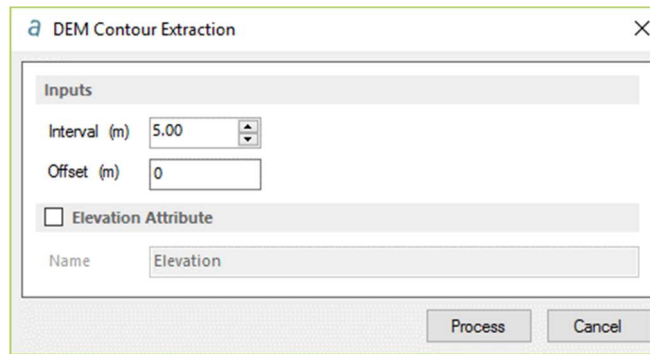 a DEM Contour Extraction
Inputs
Interval (m) 5.00
Offset (m) 0
Elevation Attribute
Name Elevation
Process Cancel